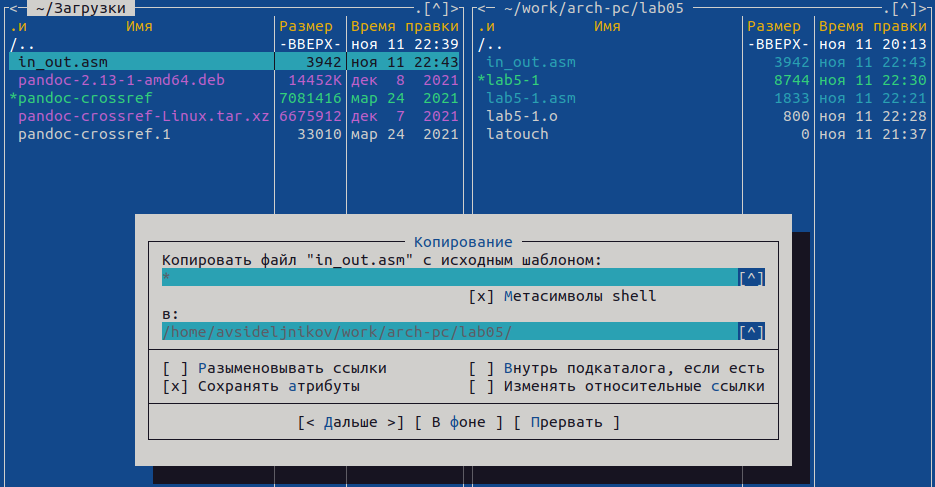 <─ ~/Загрузки ─.[^]>
.и Имя Размер Время правки
/.. -ВВЕРХ- ноя 11 22:39
in_out.asm 3942 ноя 11 22:43
pandoc-2.13-1-amd64.deb 14452K дек 8 2021
*pandoc-crossref 7081416 мар 24 2021
pandoc-crossref-Linux.tar.xz 6675912 дек 7 2021
pandoc-crossref.1 33010 мар 24 2021
<─ ~/work/arch-pc/lab05 ─.[^]>
.и Имя Размер Время правки
/.. -ВВЕРХ- ноя 11 20:13
in_out.asm 3942 ноя 11 22:43
*lab5-1 8744 ноя 11 22:30
lab5-1.asm 1833 ноя 11 22:21
lab5-1.o 800 ноя 11 22:28
latouch 0 ноя 11 21:37
Копирование
Копировать файл "in_out.asm" с исходным шаблоном:
* [^]
[x] Метасимволы shell
в:
/home/avsideljnikov/work/arch-pc/lab05/ [^]
[ ] Разыменовывать ссылки [ ] Внутрь подкаталога, если есть
[x] Сохранять атрибуты [ ] Изменять относительные ссылки
[< Дальше >] [ В фоне ] [ Прервать ]